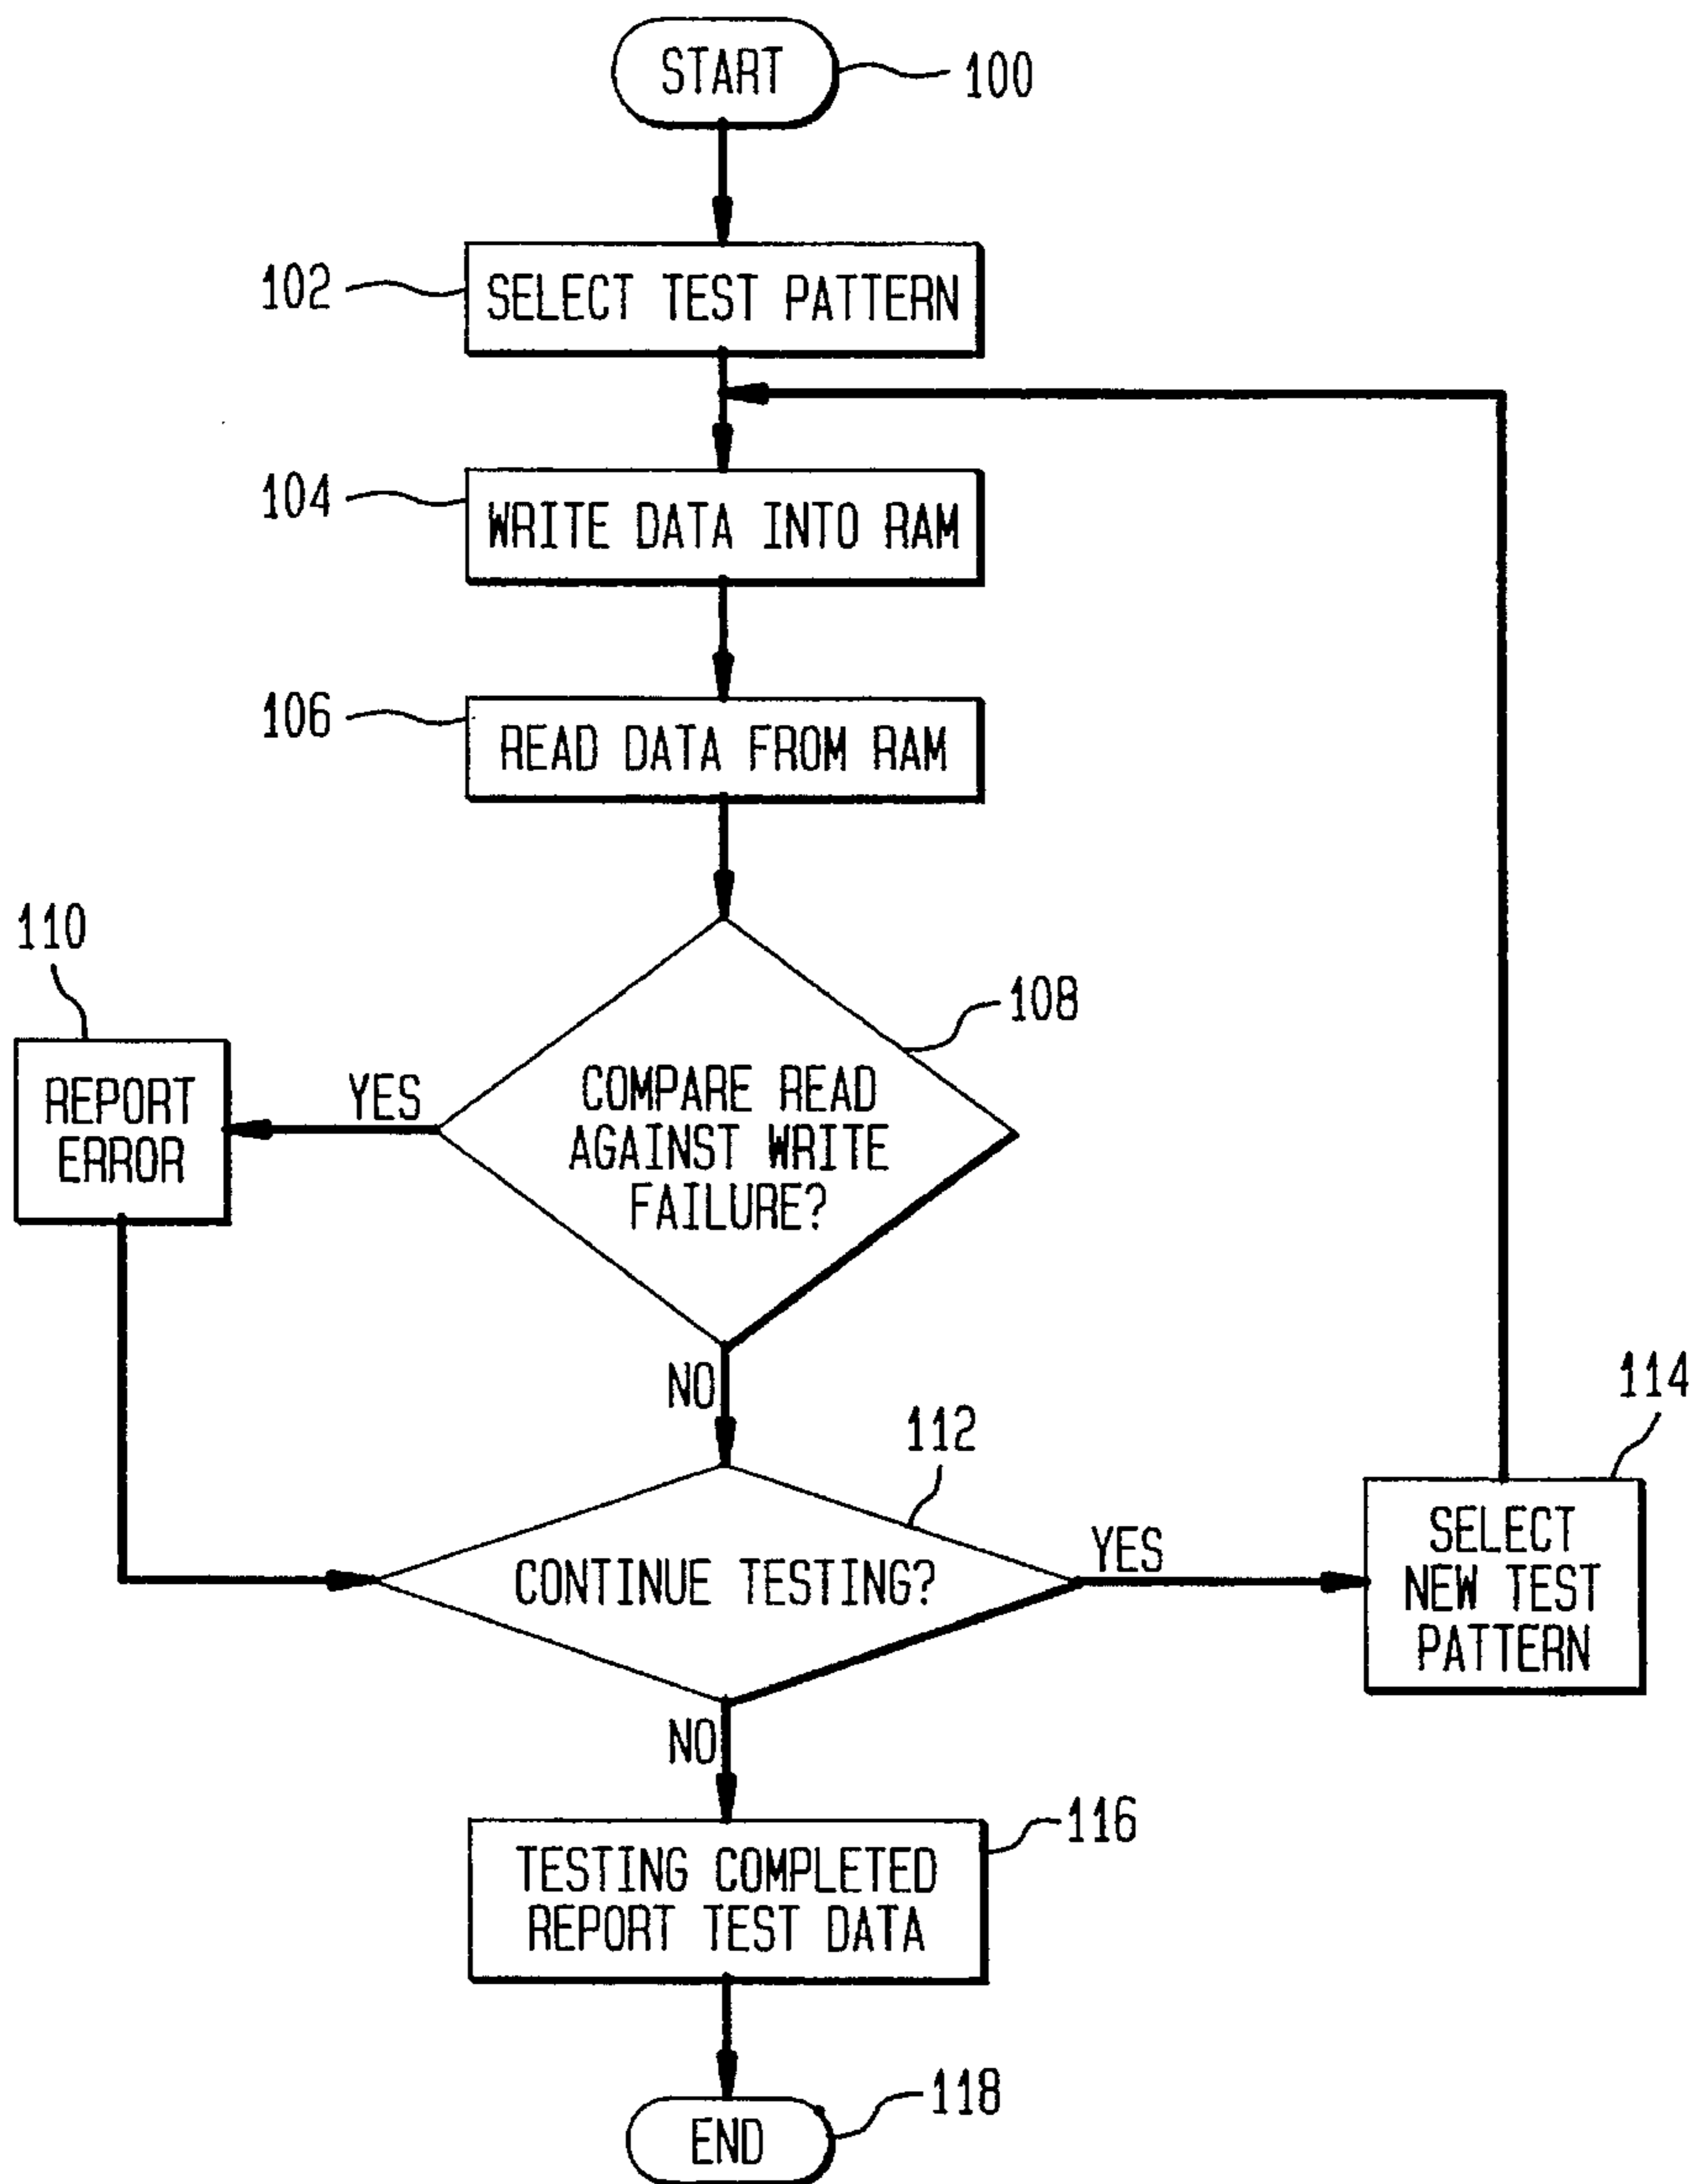 START
100
102
SELECT TEST PATTERN
104
WRITE DATA INTO RAM
106
READ DATA FROM RAM
110
108
REPORT
ERROR
YES
COMPARE READ
AGAINST WRITE
FAILURE?
NO
112
114
CONTINUE TESTING?
YES
SELECT
NEW TEST
PATTERN
NO
116
TESTING COMPLETED
REPORT TEST DATA
118
END